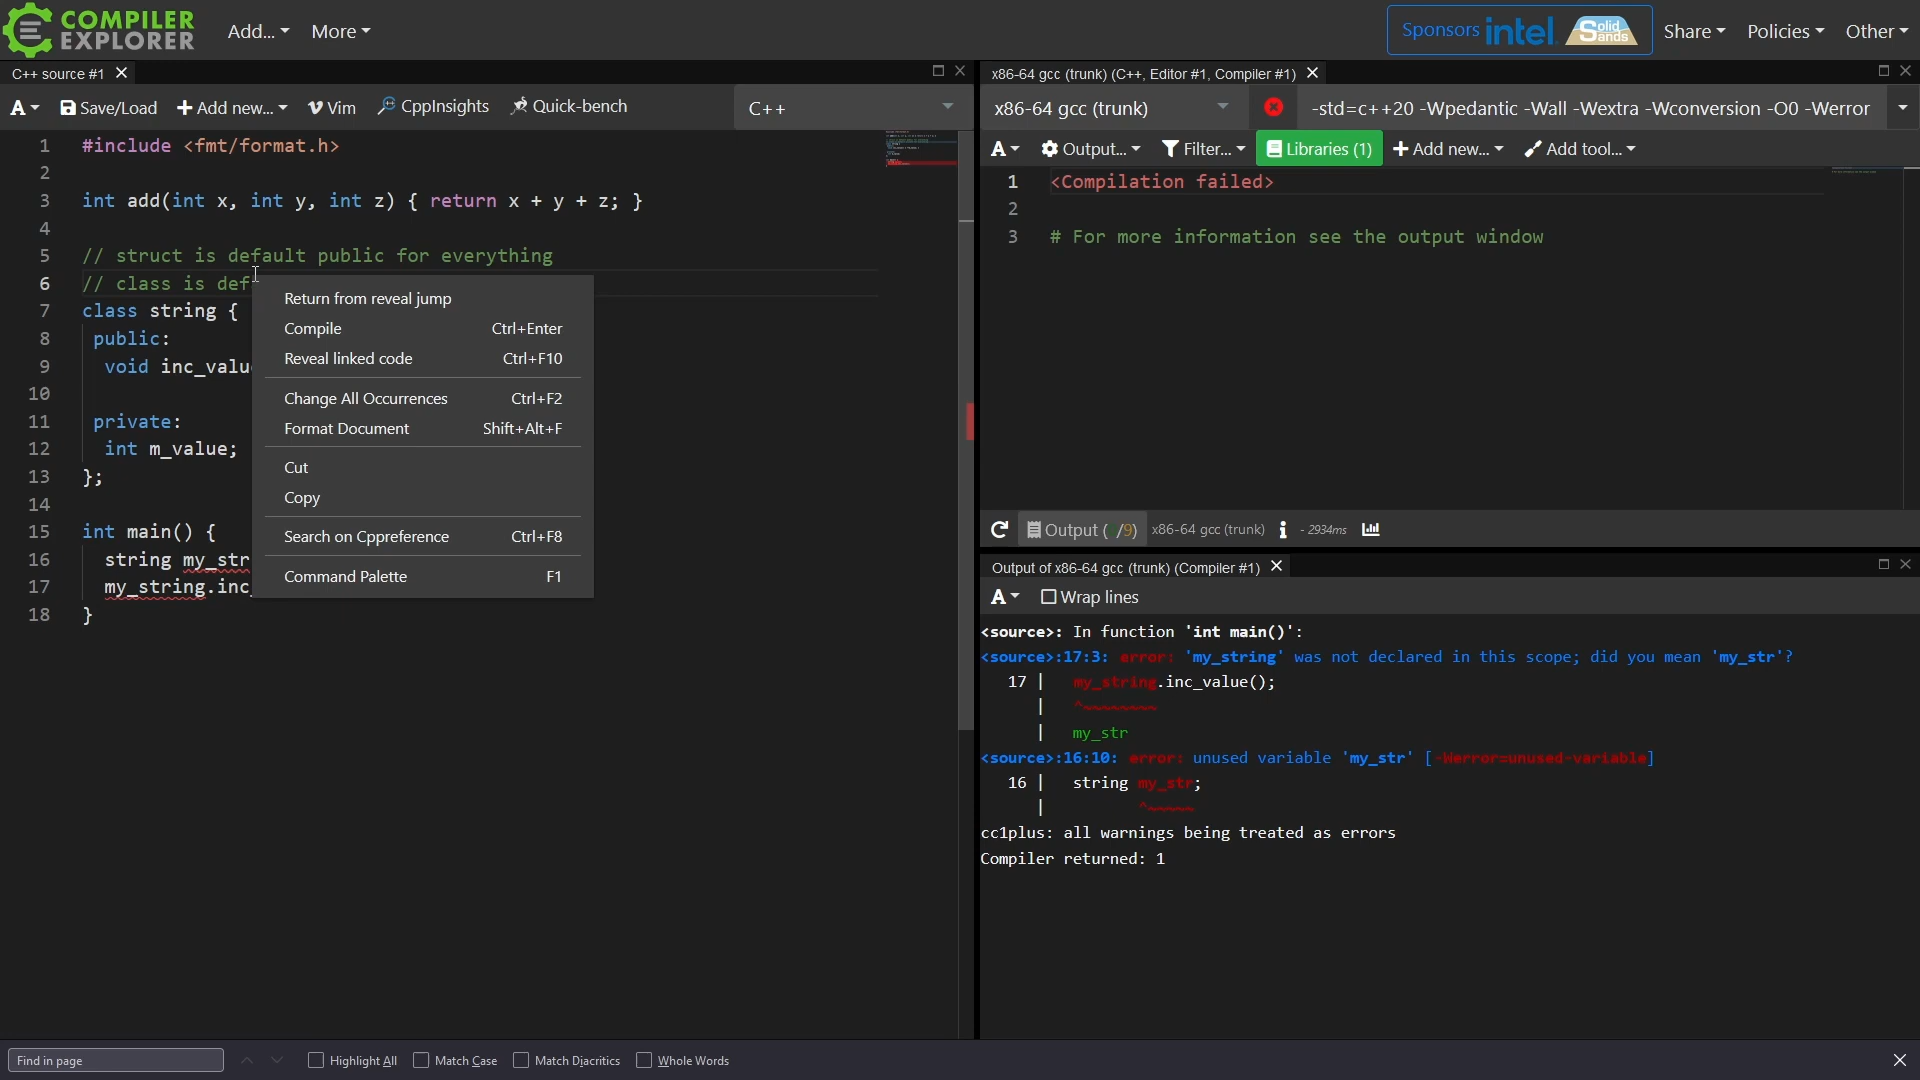 COMPILER
EXPLORER
Add...
More
Sponsors intel Solid Sands
Share
Policies
Other
C++ source #1
A
Save/Load
Add new...
Vim
CppInsights
Quick-bench
C++
1 #include <fmt/format.h>
2
3 int add(int x, int y, int z) { return x + y + z; }
4
5 // struct is default public for everything
6 // class is def
7 class string {
8 public:
9 void inc_valu
10
11 private:
12 int m_value;
13 };
14
15 int main() {
16 string my_str
17 my_string.inc_
18 }
Return from reveal jump
Compile Ctrl+Enter
Reveal linked code Ctrl+F10
Change All Occurrences Ctrl+F2
Format Document Shift+Alt+F
Cut
Copy
Search on Cppreference Ctrl+F8
Command Palette F1
x86-64 gcc (trunk) (C++, Editor #1, Compiler #1)
x86-64 gcc (trunk)
-std=c++20 -Wpedantic -Wall -Wextra -Wconversion -O0 -Werror
A
Output...
Filter...
Libraries (1)
Add new...
Add tool...
1 <Compilation failed>
2
3 # For more information see the output window
Output ( /9) x86-64 gcc (trunk) i - 2934ms
Output of x86-64 gcc (trunk) (Compiler #1)
A
Wrap lines
<source>: In function 'int main()':
<source>:17:3: error: 'my_string' was not declared in this scope; did you mean 'my_str'?
17 | my_string.inc_value();
| ^~~~~~~~~
| my_str
<source>:16:10: error: unused variable 'my_str' [-Werror=unused-variable]
16 | string my_str;
| ^~~~~~
cc1plus: all warnings being treated as errors
Compiler returned: 1
Find in page
Highlight All
Match Case
Match Diacritics
Whole Words